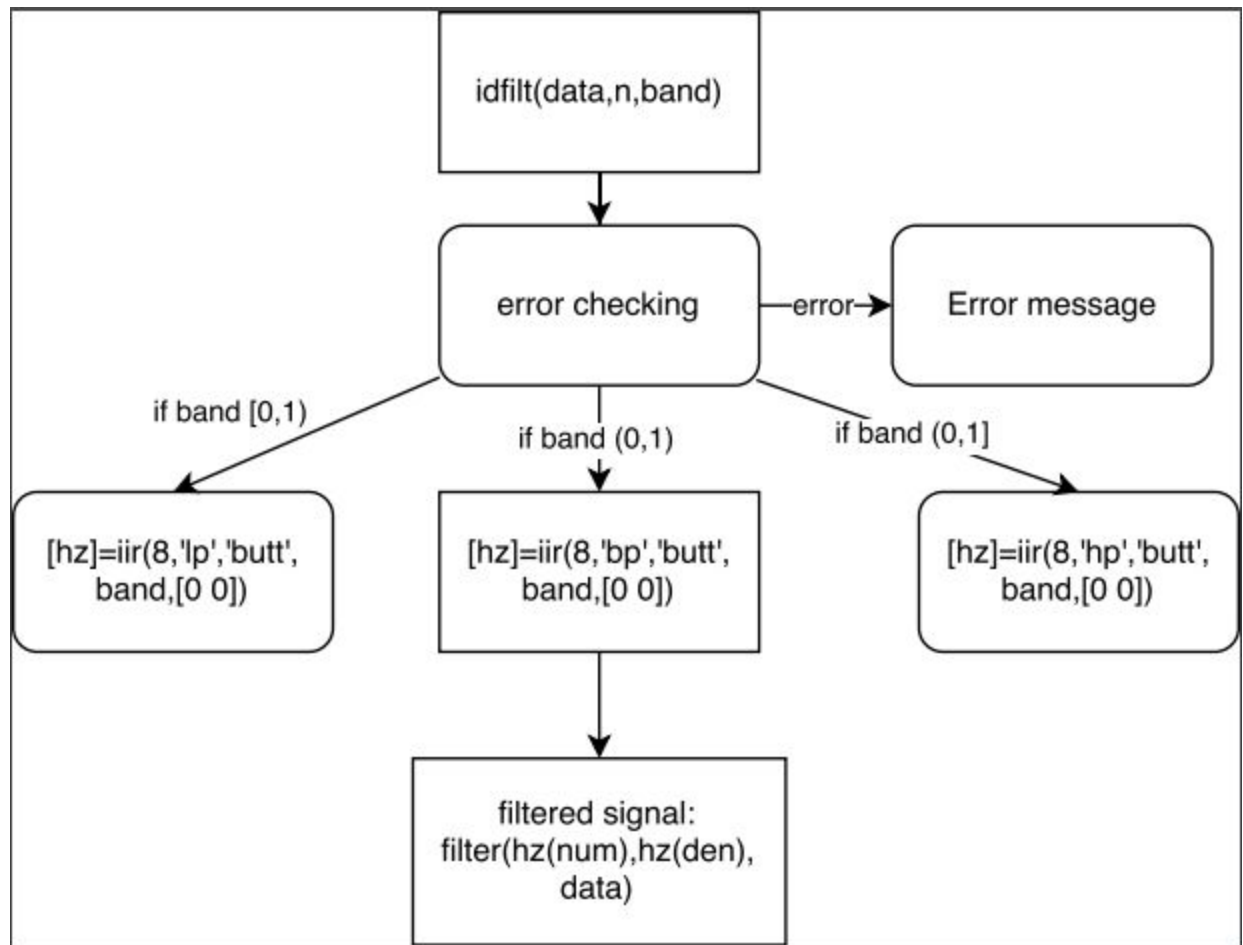 idfilt(data,n,band)
error checking
error
Error message
if band [0,1)
if band (0,1)
if band (0,1]
[hz]=iir(8,'lp','butt',
band,[0 0])
[hz]=iir(8,'bp','butt',
band,[0 0])
[hz]=iir(8,'hp','butt',
band,[0 0])
filtered signal:
filter(hz(num),hz(den),
data)